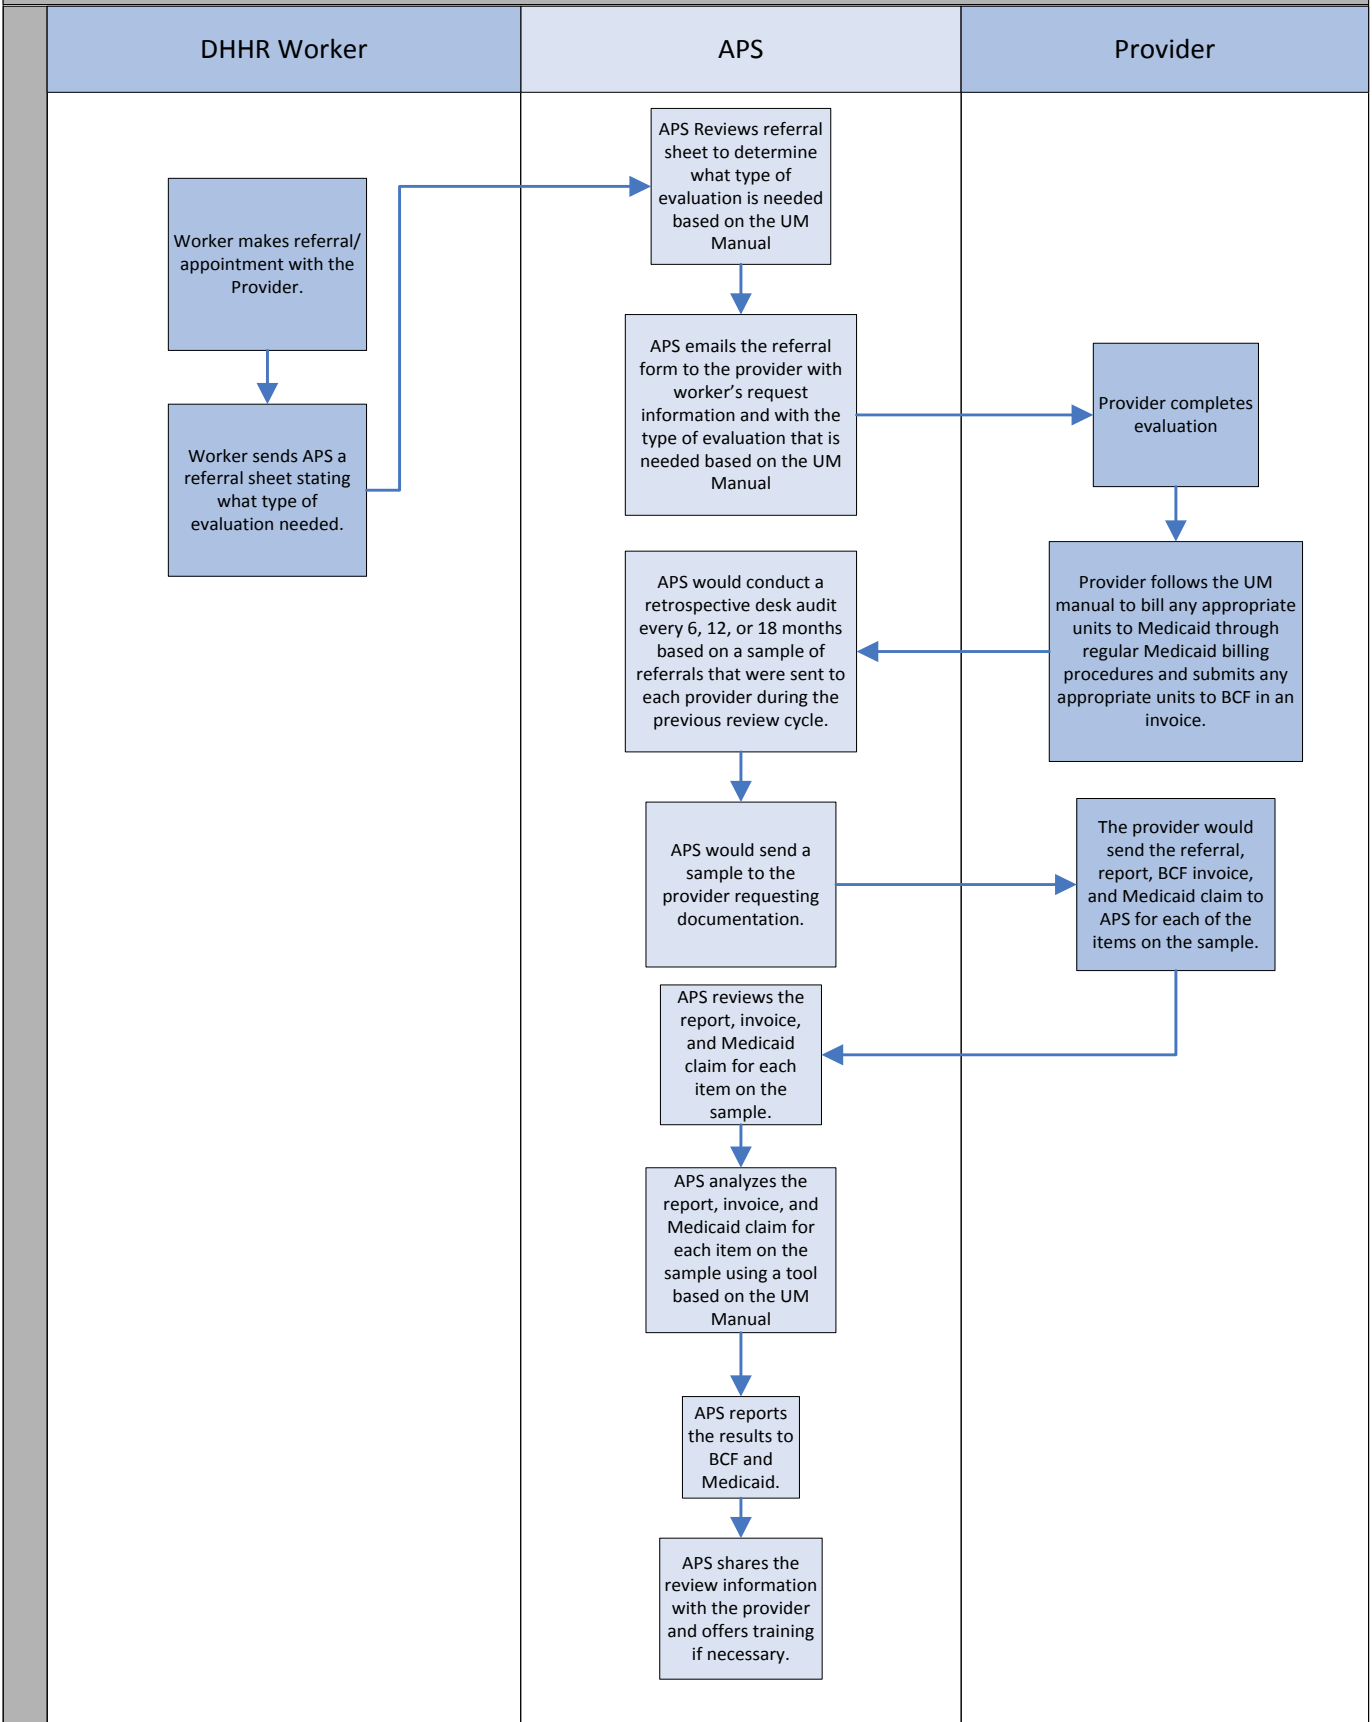 DHHR Worker
APS
Provider
Worker makes referral/
appointment with the
Provider.
Worker sends APS a
referral sheet stating
what type of
evaluation needed.
APS Reviews referral
sheet to determine
what type of
evaluation is needed
based on the UM
Manual
APS emails the referral
form to the provider with
worker’s request
information and with the
type of evaluation that is
needed based on the UM
Manual
Provider completes
evaluation
Provider follows the UM
manual to bill any appropriate
units to Medicaid through
regular Medicaid billing
procedures and submits any
appropriate units to BCF in an
invoice.
APS would conduct a
retrospective desk audit
every 6, 12, or 18 months
based on a sample of
referrals that were sent to
each provider during the
previous review cycle.
APS would send a
sample to the
provider requesting
documentation.
The provider would
send the referral,
report, BCF invoice,
and Medicaid claim to
APS for each of the
items on the sample.
APS reviews the
report, invoice,
and Medicaid
claim for each
item on the
sample.
APS analyzes the
report, invoice, and
Medicaid claim for
each item on the
sample using a tool
based on the UM
Manual
APS reports
the results to
BCF and
Medicaid.
APS shares the
review information
with the provider
and offers training
if necessary.